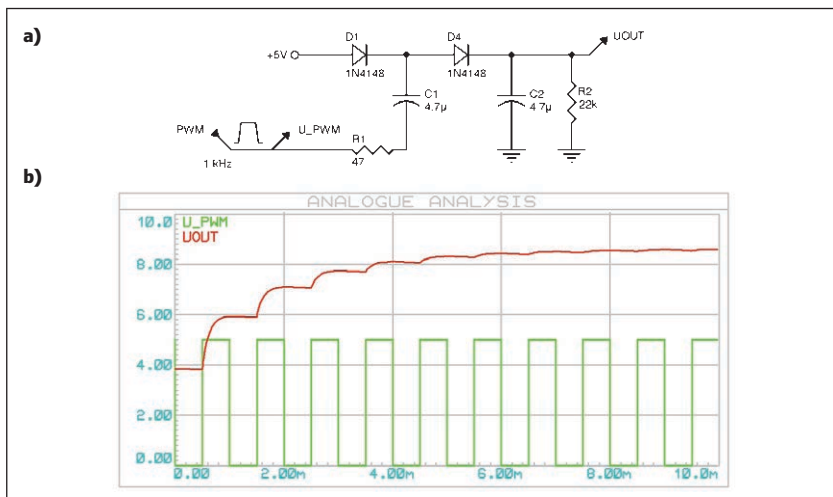 a)
+5V
D1
1N4148
D4
1N4148
UOUT
C1
4.7µ
C2
4.7µ
R2
22k
PWM
U_PWM
R1
47
1 kHz
b)
ANALOGUE ANALYSIS
U_PWM
UOUT
10.0
8.00
6.00
4.00
2.00
0.00
0.00 2.00m 4.00m 6.00m 8.00m 10.0m